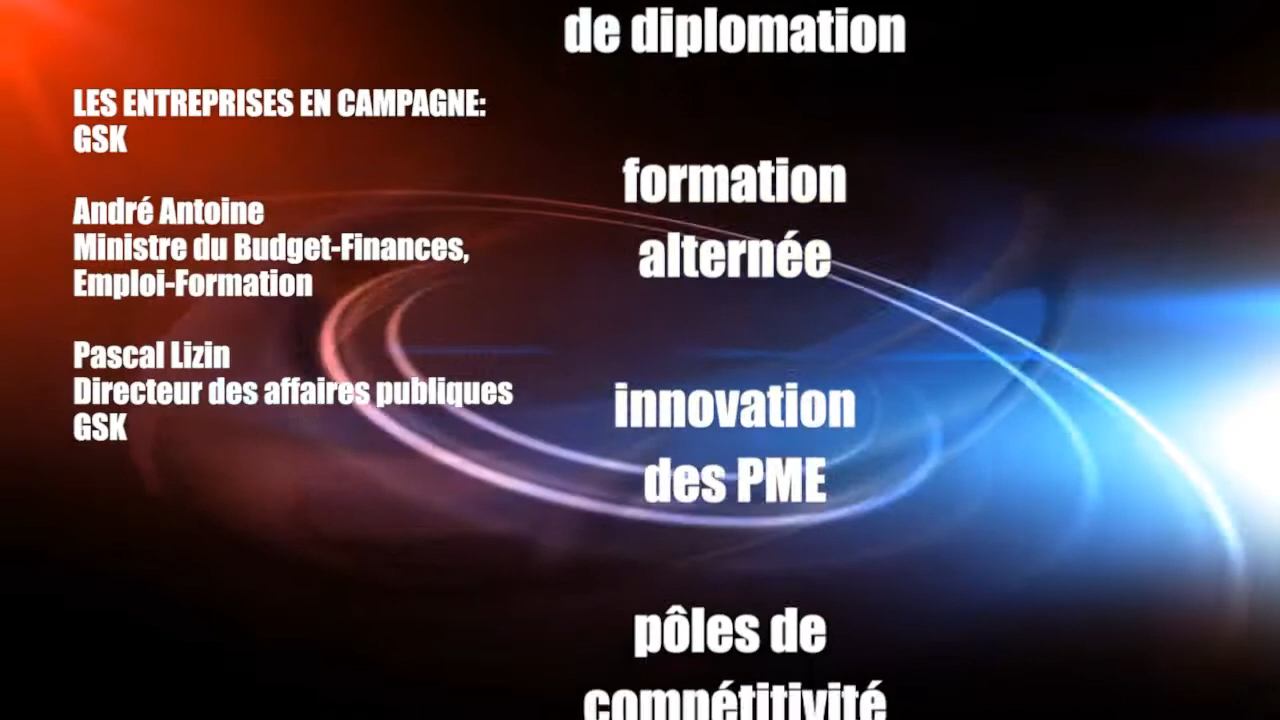 LES ENTREPRISES EN CAMPAGNE:
GSK
André Antoine
Ministre du Budget-Finances,
Emploi-Formation
Pascal Lizin
Directeur des affaires publiques
GSK
de diplomation
formation
alternée
innovation
des PME
pôles de
compétitivité